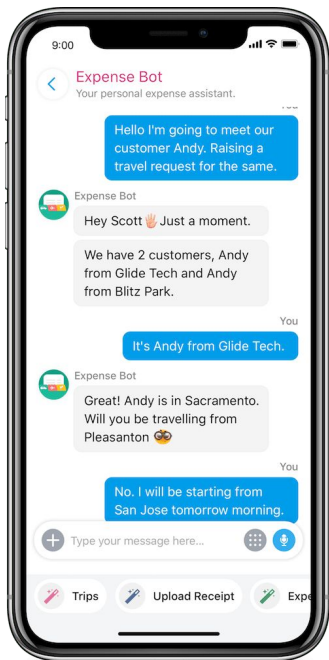 9:00
Expense Bot
Your personal expense assistant.
You
Hello I'm going to meet our
customer Andy. Raising a
travel request for the same.
Expense Bot
Hey Scott🖐️Just a moment.
We have 2 customers, Andy
from Glide Tech and Andy
from Blitz Park.
You
It's Andy from Glide Tech.
Expense Bot
Great! Andy is in Sacramento.
Will you be travelling from
Pleasanton
You
No. I will be starting from
San Jose tomorrow morning.
Type your message here...
Trips
Upload Receipt
Expe